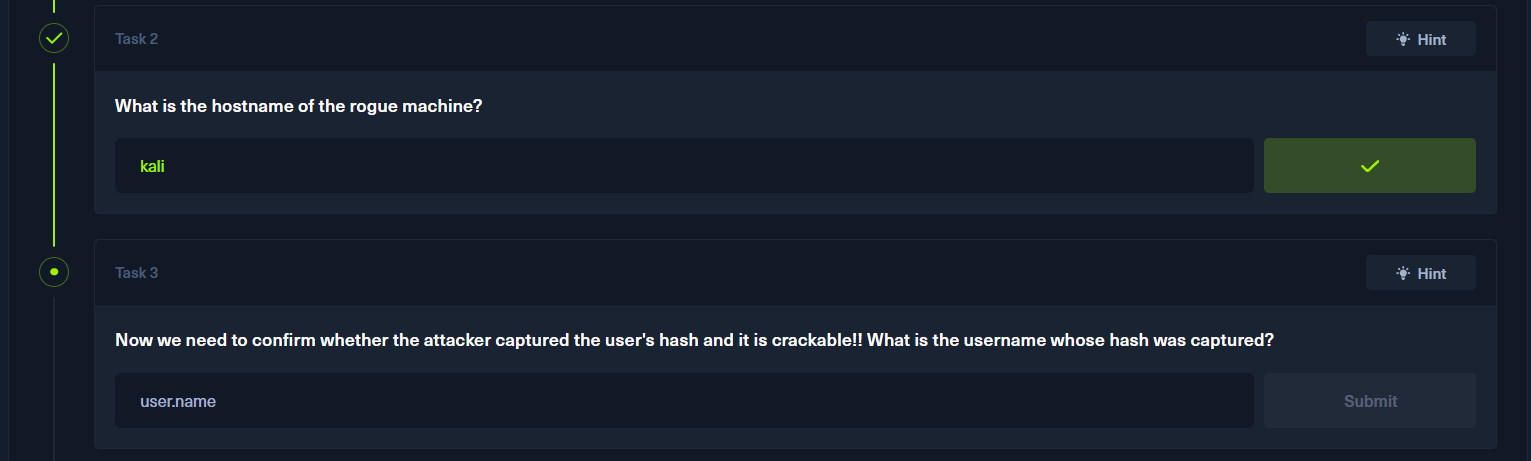 Task 2
Hint
What is the hostname of the rogue machine?
kali
Task 3
Hint
Now we need to confirm whether the attacker captured the user's hash and it is crackable!! What is the username whose hash was captured?
user.name
Submit